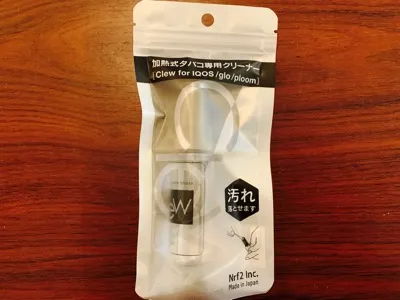 加熱式タバコ専用クリーナー
[Clew for IQOS/glo/ploom]
汚れ
落とせます
Nrf2 Inc.
Made in Japan